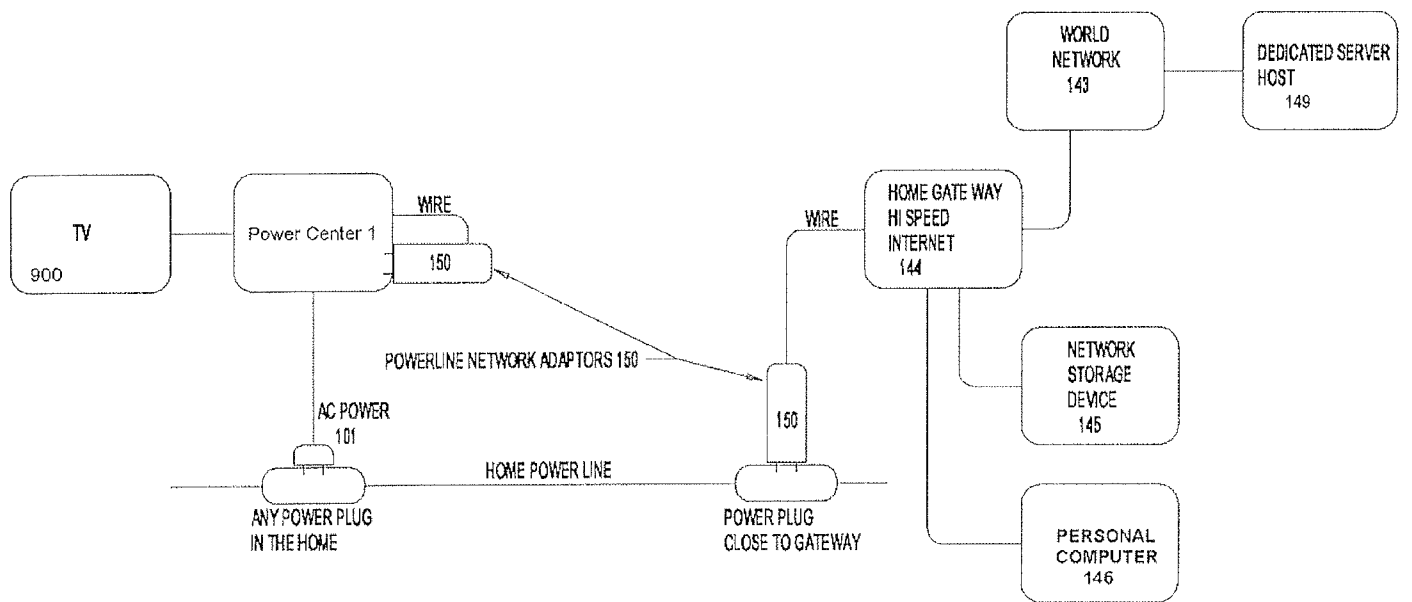 WORLD
NETWORK
143
DEDICATED SERVER
HOST
149
TV
900
Power Center 1
WIRE
150
WIRE
HOME GATE WAY
HI SPEED
INTERNET
144
POWERLINE NETWORK ADAPTORS 150
150
NETWORK
STORAGE
DEVICE
145
AC POWER
101
HOME POWER LINE
ANY POWER PLUG
IN THE HOME
POWER PLUG
CLOSE TO GATEWAY
PERSONAL
COMPUTER
146